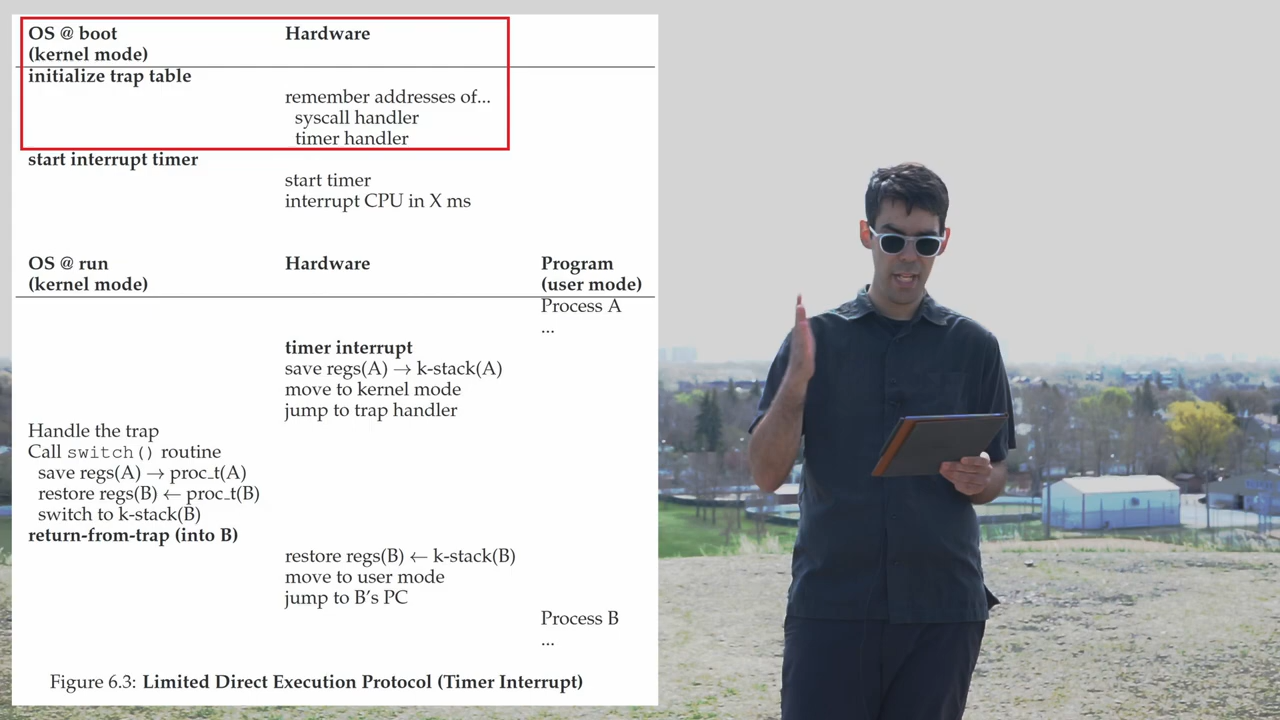 OS @ boot Hardware
(kernel mode)
initialize trap table
remember addresses of...
syscall handler
timer handler
start interrupt timer
start timer
interrupt CPU in X ms
OS @ run Hardware Program
(kernel mode) (user mode)
Process A
...
timer interrupt
save regs(A) → k-stack(A)
move to kernel mode
jump to trap handler
Handle the trap
Call switch() routine
save regs(A) → proc_t(A)
restore regs(B) ← proc_t(B)
switch to k-stack(B)
return-from-trap (into B)
restore regs(B) ← k-stack(B)
move to user mode
jump to B's PC
Process B
...
Figure 6.3: Limited Direct Execution Protocol (Timer Interrupt)